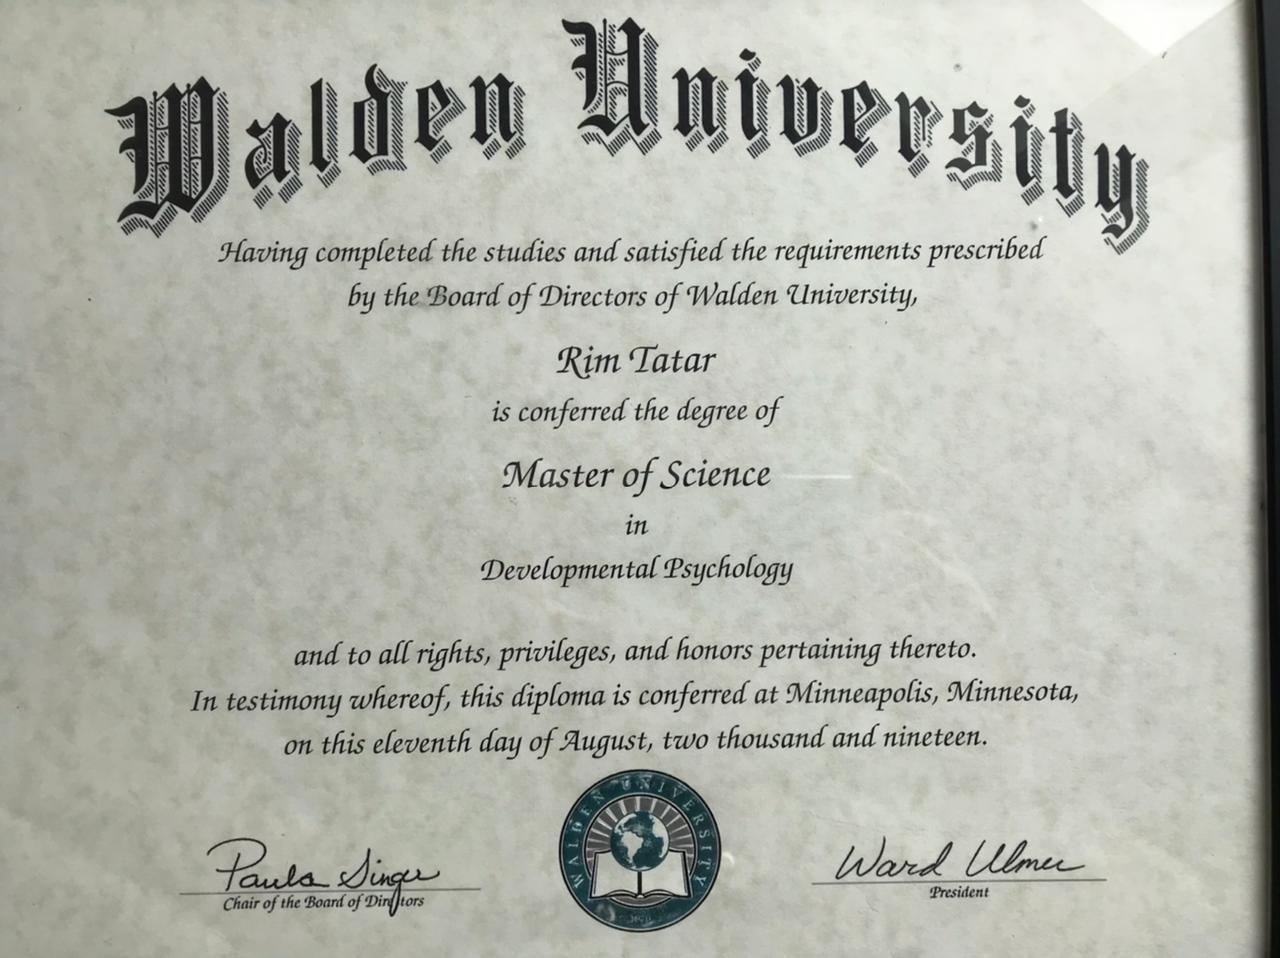 Walden University
Having completed the studies and satisfied the requirements prescribed
by the Board of Directors of Walden University,
Rim Tatar
is conferred the degree of
Master of Science
in
Developmental Psychology
and to all rights, privileges, and honors pertaining thereto.
In testimony whereof, this diploma is conferred at Minneapolis, Minnesota,
on this eleventh day of August, two thousand and nineteen.
WALDEN UNIVERSITY
Paula Singer
Chair of the Board of Directors
Ward Ulmer
President